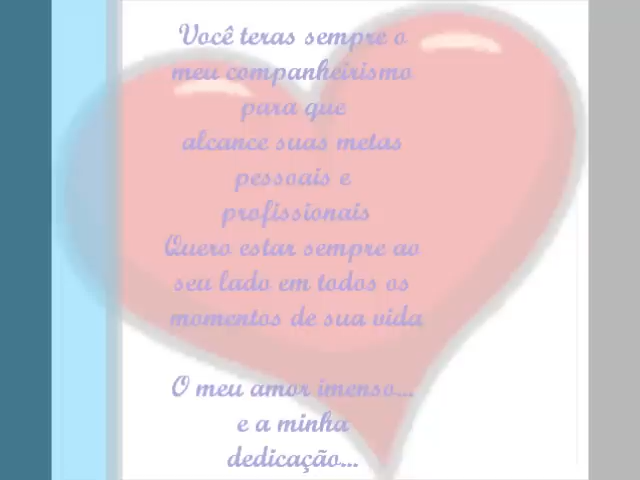 Você teras sempre o
meu companheirismo
para que
alcance suas metas
pessoais e
profissionais
Quero estar sempre ao
seu lado em todos os
momentos de sua vida
O meu amor imenso...
e a minha
dedicação...